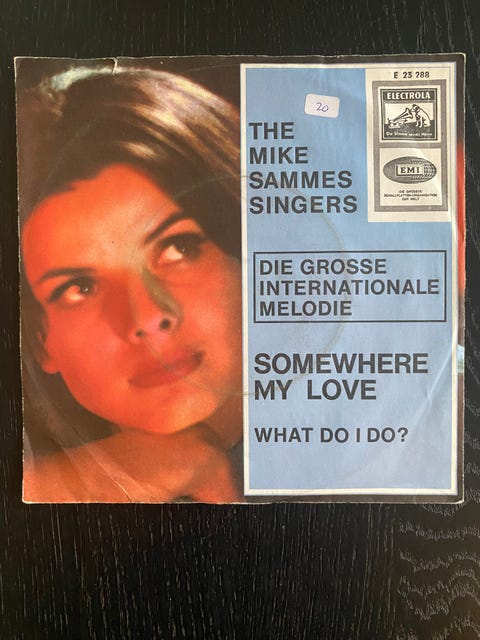 E 23 288
ELECTROLA
Die Stimme seines Herrn
20
THE
MIKE
SAMMES
SINGERS
EMI
DIE GRÖSSTE
SCHALLPLATTEN-ORGANISATION
DER WELT
DIE GROSSE
INTERNATIONALE
MELODIE
SOMEWHERE
MY LOVE
WHAT DO I DO?